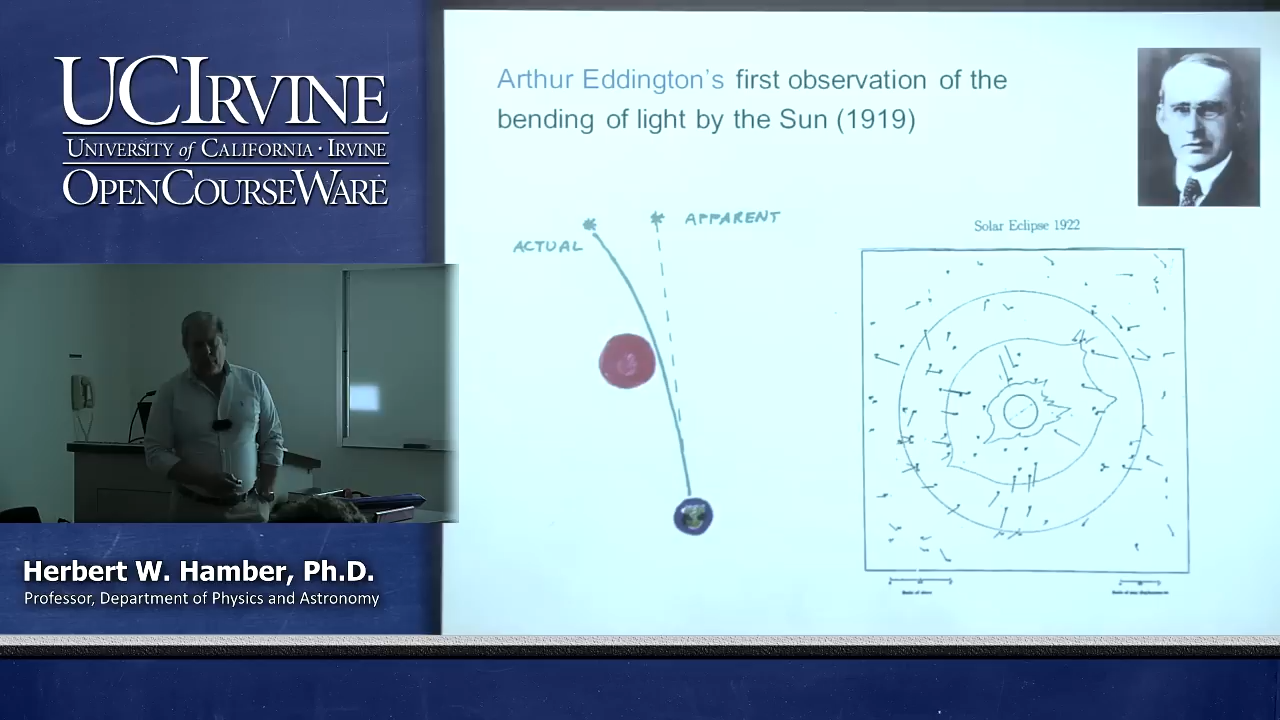 UCIRVINE
UNIVERSITY of CALIFORNIA · IRVINE
OPENCOURSEWARE
Herbert W. Hamber, Ph.D.
Professor, Department of Physics and Astronomy
Arthur Eddington's first observation of the
bending of light by the Sun (1919)
APPARENT
ACTUAL
Solar Eclipse 1922